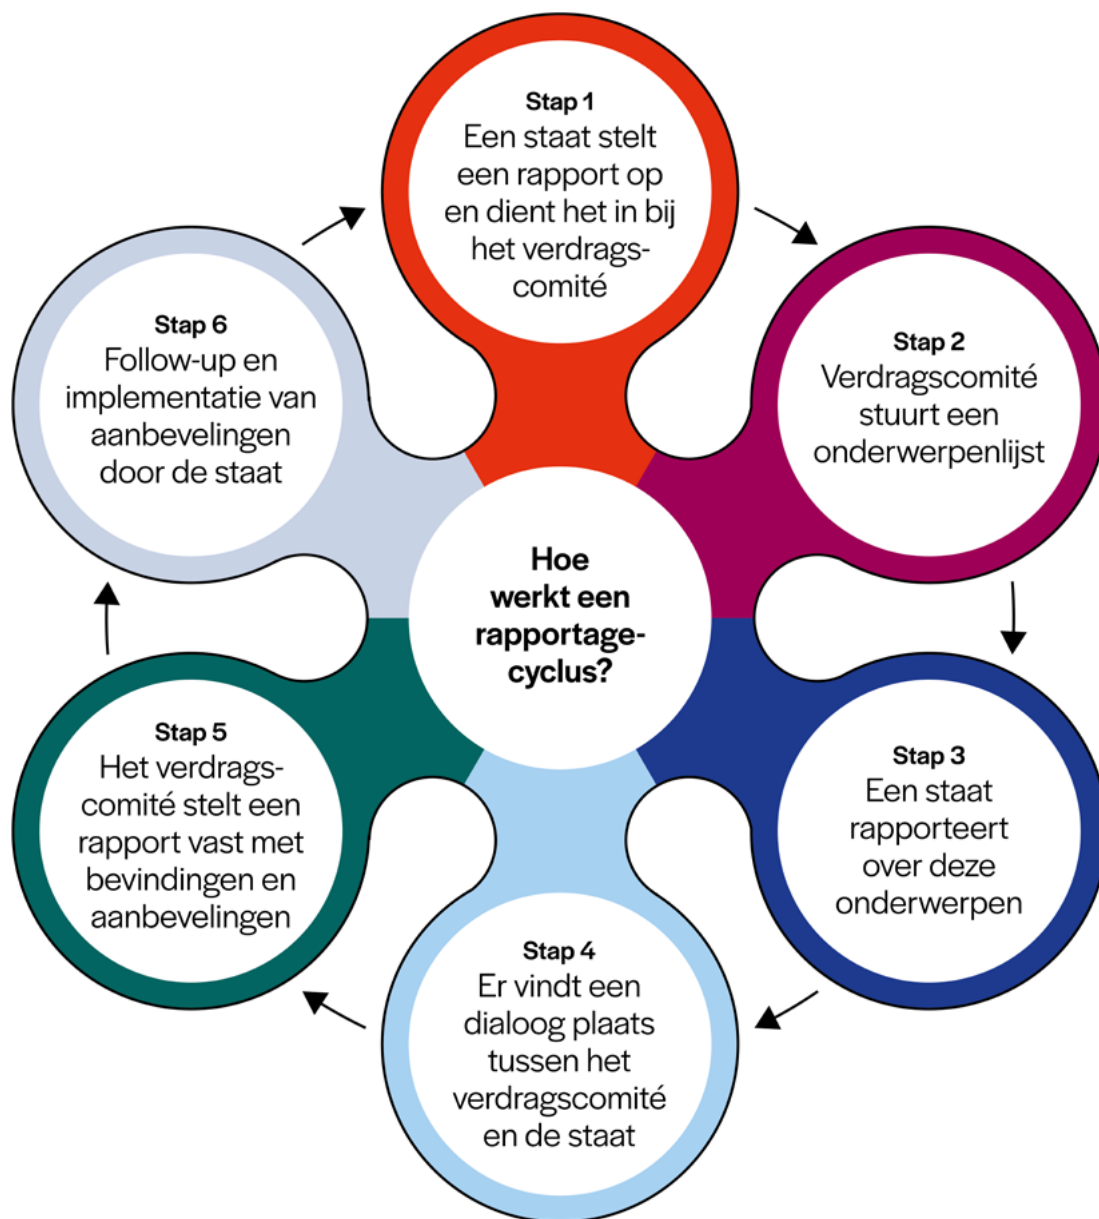 Stap 1
Een staat stelt
een rapport op
en dient het in bij
het verdrags-
comité
Stap 2
Verdragscomité
stuurt een
onderwerpenlijst
Stap 3
Een staat
rapporteert
over deze
onderwerpen
Stap 4
Er vindt een
dialoog plaats
tussen het
verdragscomité
en de staat
Stap 5
Het verdrags-
comité stelt een
rapport vast met
bevindingen en
aanbevelingen
Stap 6
Follow-up en
implementatie van
aanbevelingen
door de staat
Hoe
werkt een
rapportage-
cyclus?